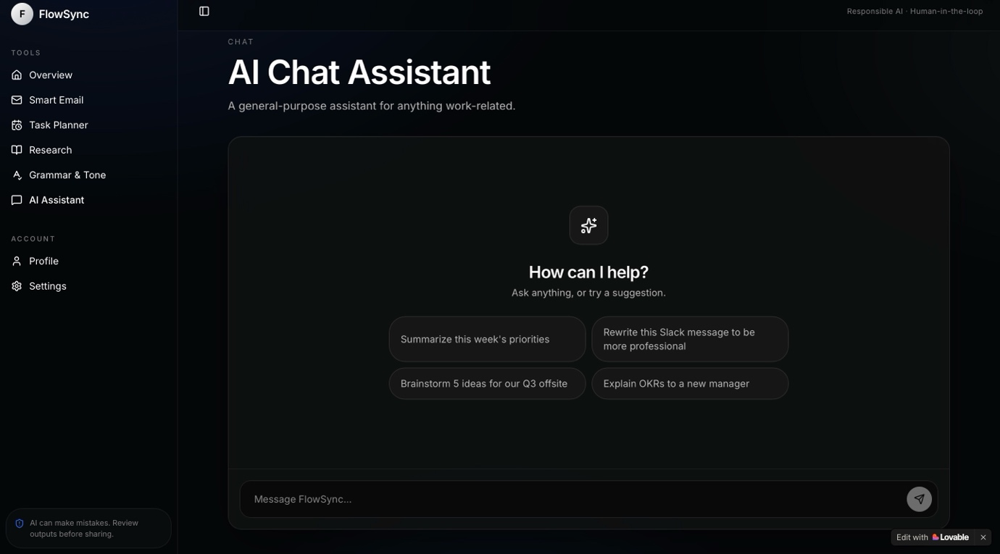 F FlowSync
TOOLS
Overview
Smart Email
Task Planner
Research
Grammar & Tone
AI Assistant
ACCOUNT
Profile
Settings
AI can make mistakes. Review
outputs before sharing.
Responsible AI · Human-in-the-loop
CHAT
AI Chat Assistant
A general-purpose assistant for anything work-related.
How can I help?
Ask anything, or try a suggestion.
Summarize this week's priorities
Rewrite this Slack message to be
more professional
Brainstorm 5 ideas for our Q3 offsite
Explain OKRs to a new manager
Message FlowSync...
Edit with Lovable